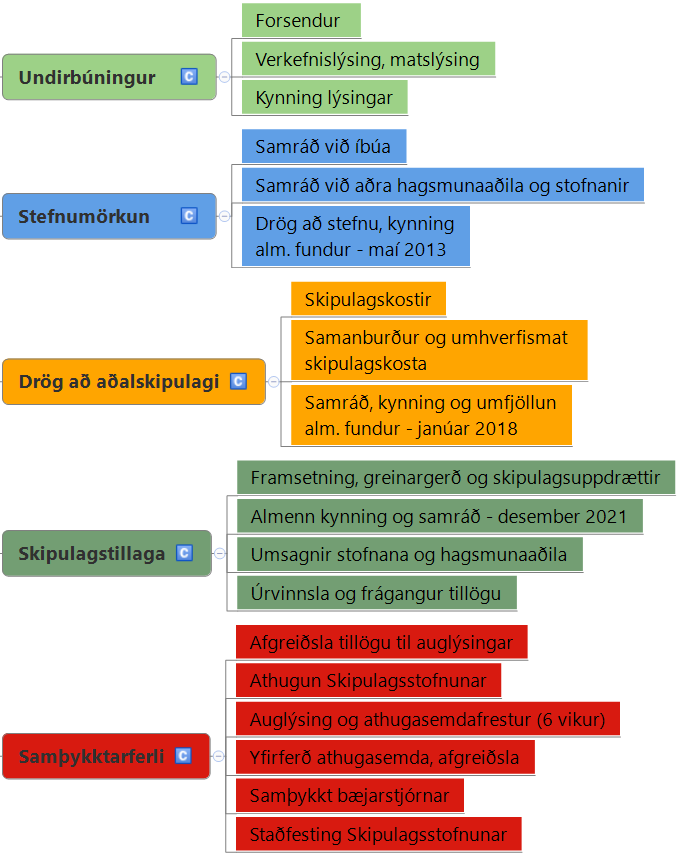 Undirbúningur
Forsendur
Verkefnislýsing, matslýsing
Kynning lýsingar
Stefnumörkun
Samráð við íbúa
Samráð við aðra hagsmunaaðila og stofnanir
Drög að stefnu, kynning
alm. fundur - maí 2013
Drög að aðalskipulagi
Skipulagskostir
Samanburður og umhverfismat
skipulagskosta
Samráð, kynning og umfjöllun
alm. fundur - janúar 2018
Skipulagstillaga
Framsetning, greinargerð og skipulagsuppdrættir
Almenn kynning og samráð - desember 2021
Umsagnir stofnana og hagsmunaaðila
Úrvinnsla og frágangur tillögu
Samþykktarferli
Afgreiðsla tillögu til auglýsingar
Athugun Skipulagsstofnunar
Auglýsing og athugasemdafrestur (6 vikur)
Yfirferð athugasemda, afgreiðsla
Samþykkt bæjarstjórnar
Staðfesting Skipulagsstofnunar